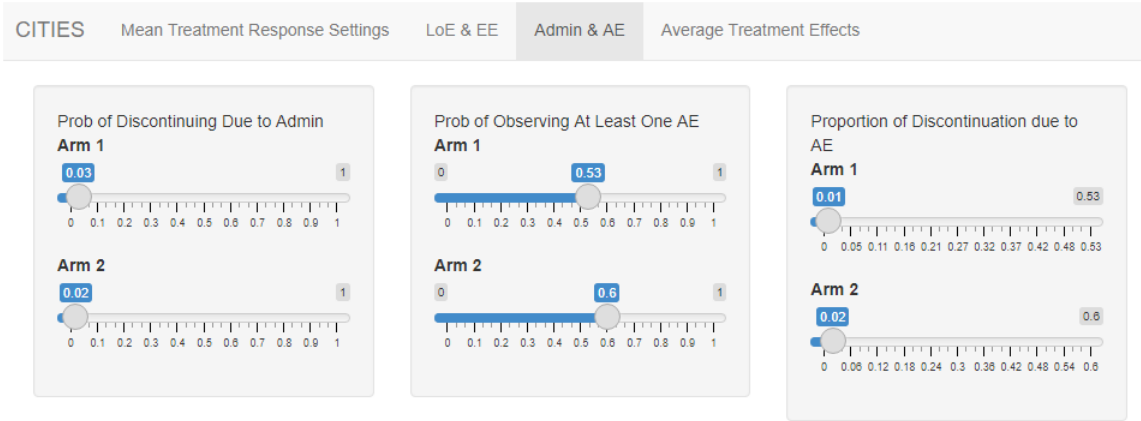 CITIES Mean Treatment Response Settings LoE & EE Admin & AE Average Treatment Effects
Prob of Discontinuing Due to Admin
Arm 1
0.03 1
0 0.1 0.2 0.3 0.4 0.5 0.6 0.7 0.8 0.9 1
Arm 2
0.02 1
0 0.1 0.2 0.3 0.4 0.5 0.6 0.7 0.8 0.9 1
Prob of Observing At Least One AE
Arm 1
0 0.53 1
0 0.1 0.2 0.3 0.4 0.5 0.6 0.7 0.8 0.9 1
Arm 2
0 0.6 1
0 0.1 0.2 0.3 0.4 0.5 0.6 0.7 0.8 0.9 1
Proportion of Discontinuation due to
AE
Arm 1
0.01 0.53
0 0.05 0.11 0.16 0.21 0.27 0.32 0.37 0.42 0.48 0.53
Arm 2
0.02 0.6
0 0.06 0.12 0.18 0.24 0.3 0.36 0.42 0.48 0.54 0.6